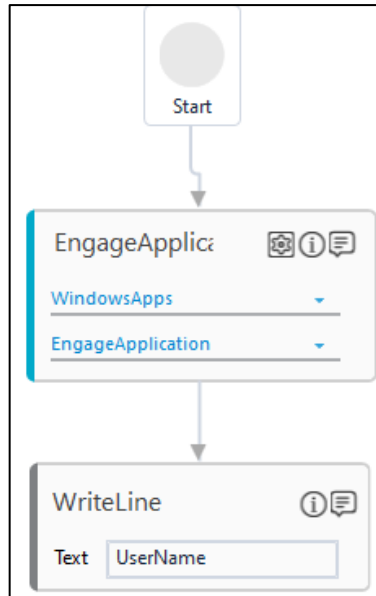 Start
EngageApplica
WindowsApps
EngageApplication
WriteLine
Text UserName